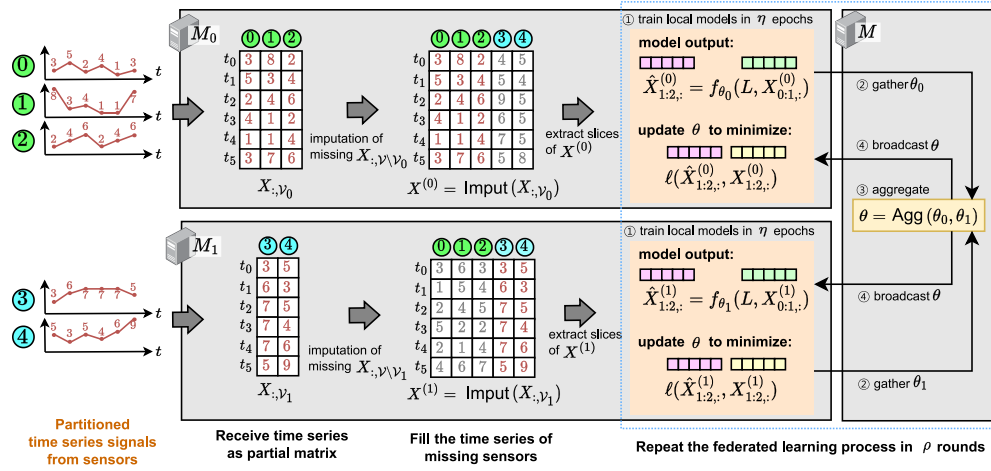 M₀
① train local models in η epochs
M
0 1 2
0 1 2 3 4
model output:
0
3 5 2 4 1 3
t
t₀ 3 8 2
t₁ 5 3 4
t₂ 2 4 6
t₃ 4 1 2
t₄ 1 1 4
t₅ 3 7 6
t₀ 3 8 2 4 5
t₁ 5 3 4 5 5
t₂ 2 4 6 9 5
t₃ 4 1 2 6 5
t₄ 1 1 4 7 5
t₅ 3 7 6 5 8
1
8 3 4 1 1 7
t
2
2 4 6 2 4 6
t
imputation of
missing X_{:,𝒱\𝒱₀}
extract slices
of X^{(0)}
X̂^{(0)}_{1:2,:} = f_{θ₀}(L, X^{(0)}_{0:1,:})
② gather θ₀
update θ to minimize:
ℓ(X̂^{(0)}_{1:2,:}, X^{(0)}_{1:2,:})
④ broadcast θ
X_{:,𝒱₀}
X^{(0)} = Imput(X_{:,𝒱₀})
③ aggregate
θ = Agg(θ₀, θ₁)
M₁
① train local models in η epochs
3 4
0 1 2 3 4
model output:
t₀ 3 5
t₁ 6 3
t₂ 7 5
t₃ 7 4
t₄ 7 6
t₅ 5 9
t₀ 3 6 3 3 5
t₁ 1 5 4 6 3
t₂ 2 4 5 7 5
t₃ 5 2 2 7 4
t₄ 2 1 4 7 6
t₅ 4 6 7 5 9
3
3 6 7 7 7 5
t
4
5 3 5 4 6 9
t
imputation of
missing X_{:,𝒱\𝒱₁}
extract slices
of X^{(1)}
X̂^{(1)}_{1:2,:} = f_{θ₁}(L, X^{(1)}_{0:1,:})
④ broadcast θ
update θ to minimize:
ℓ(X̂^{(1)}_{1:2,:}, X^{(1)}_{1:2,:})
② gather θ₁
X_{:,𝒱₁}
X^{(1)} = Imput(X_{:,𝒱₁})
Partitioned
time series signals
from sensors
Receive time series
as partial matrix
Fill the time series of
missing sensors
Repeat the federated learning process in ρ rounds